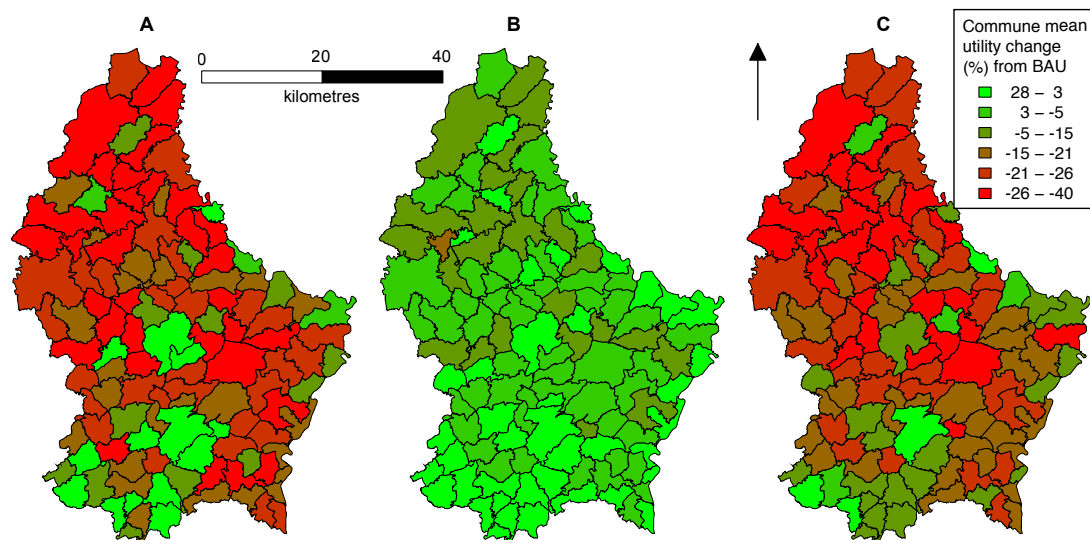 A
B
C
0
20
40
kilometres
Commune mean
utility change
(%) from BAU
28 – 3
3 – -5
-5 – -15
-15 – -21
-21 – -26
-26 – -40